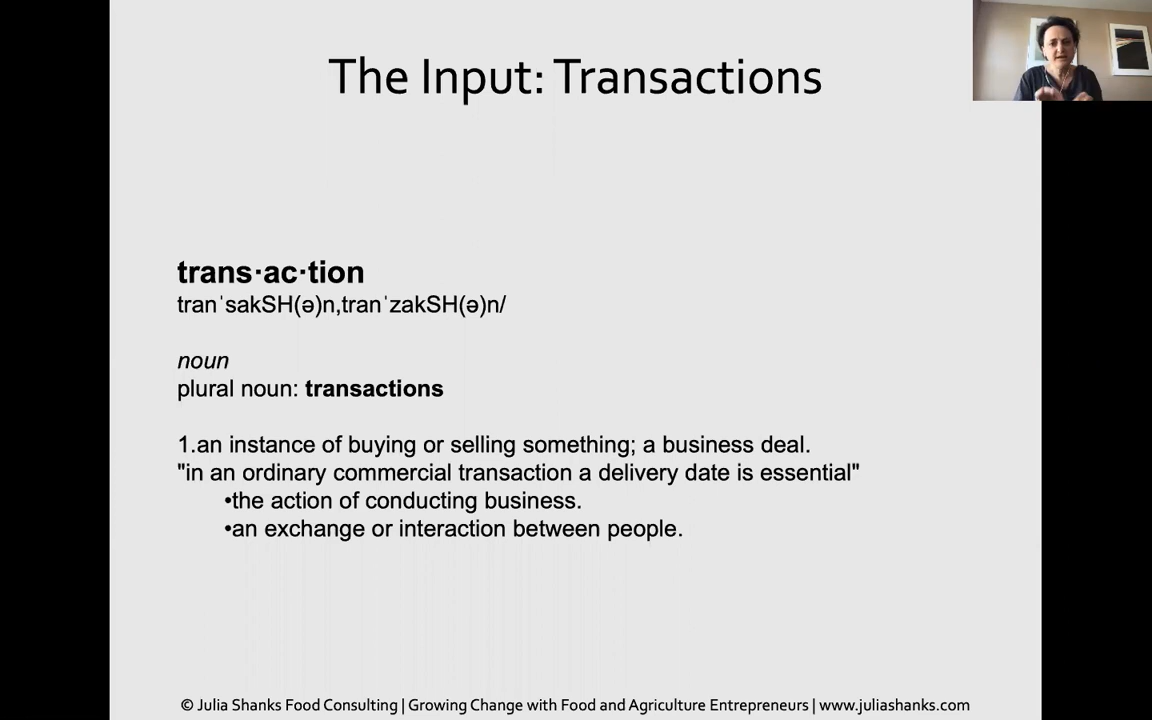 The Input: Transactions
trans·ac·tion
tranˈsakSH(ə)n,tranˈzakSH(ə)n/
noun
plural noun: transactions
1.an instance of buying or selling something; a business deal.
"in an ordinary commercial transaction a delivery date is essential"
•the action of conducting business.
•an exchange or interaction between people.
© Julia Shanks Food Consulting | Growing Change with Food and Agriculture Entrepreneurs | www.juliashanks.com